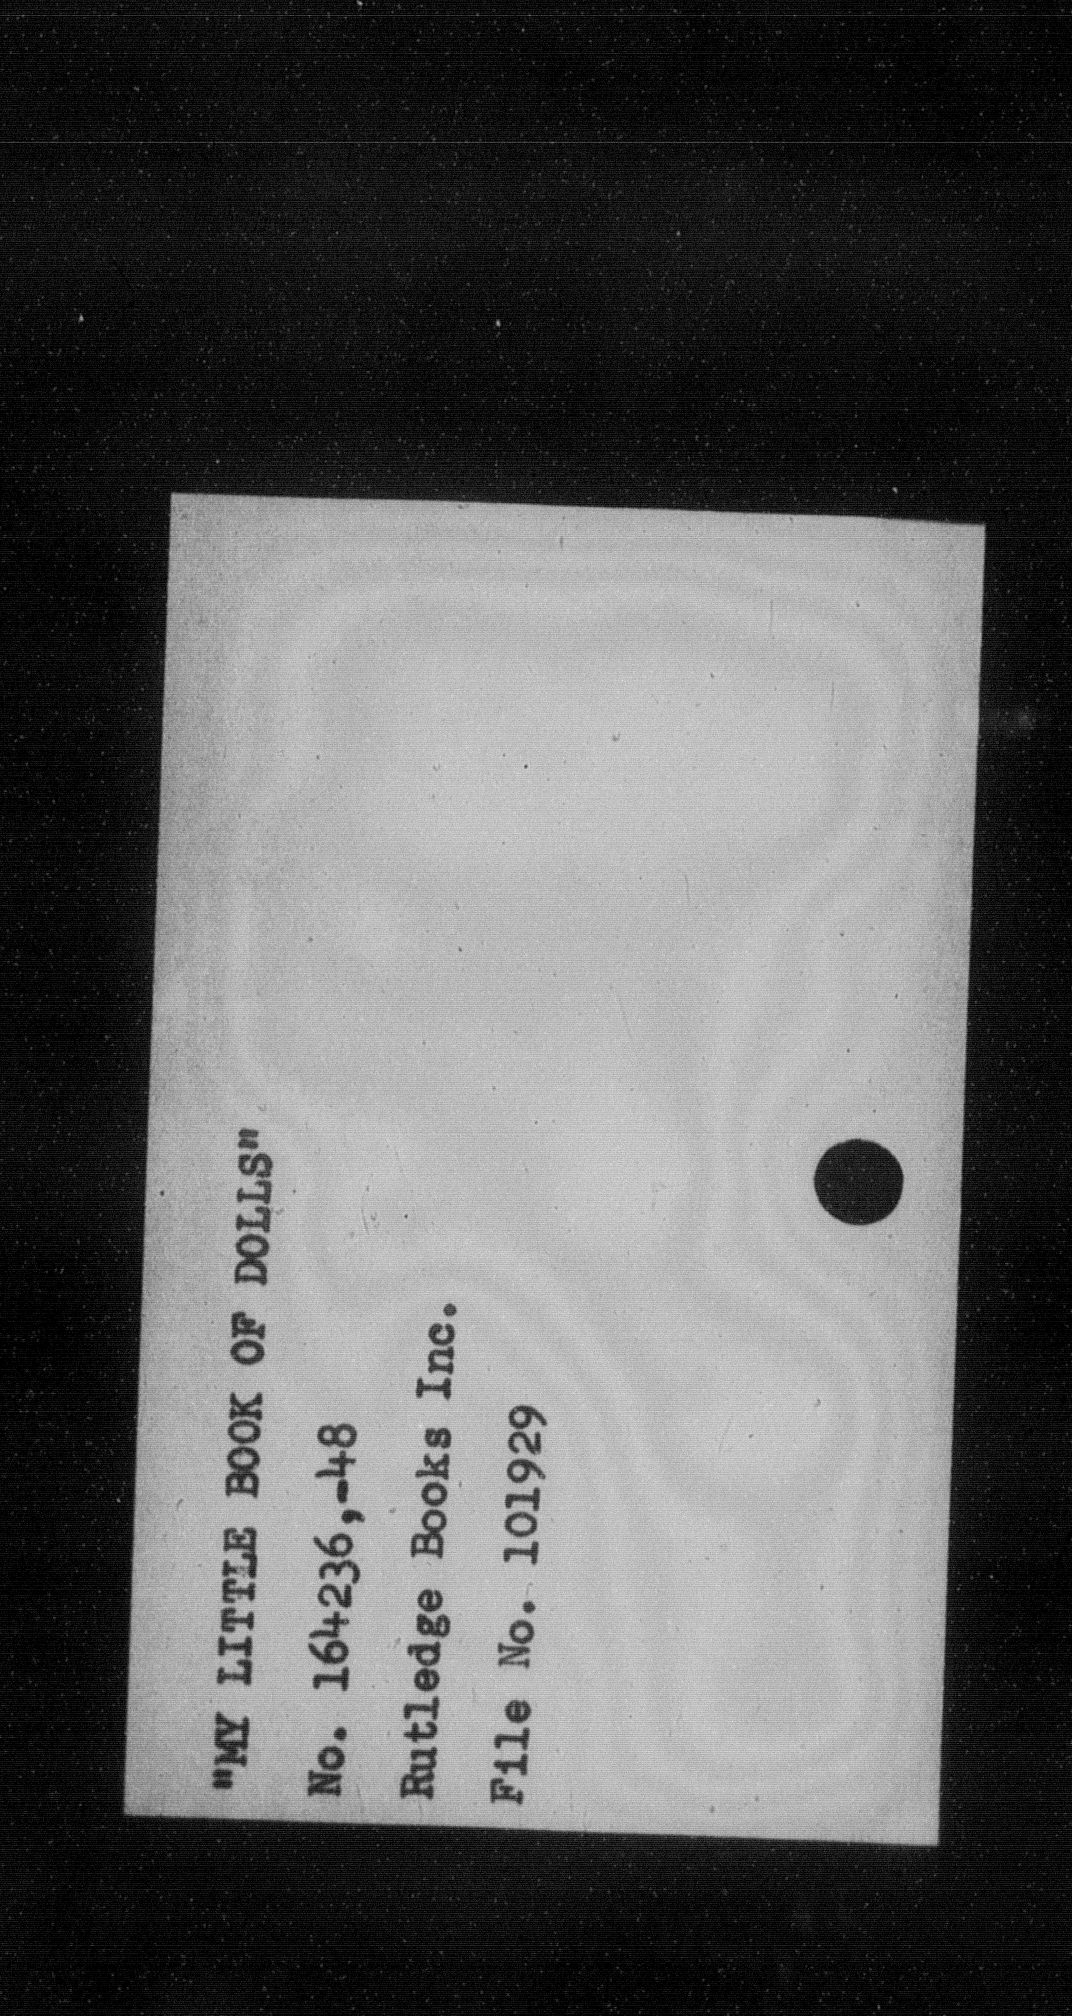 "MY LITTLE BOOK OF DOLLS"
No. 164236,-48
Rutledge Books Inc.
File No. 101929